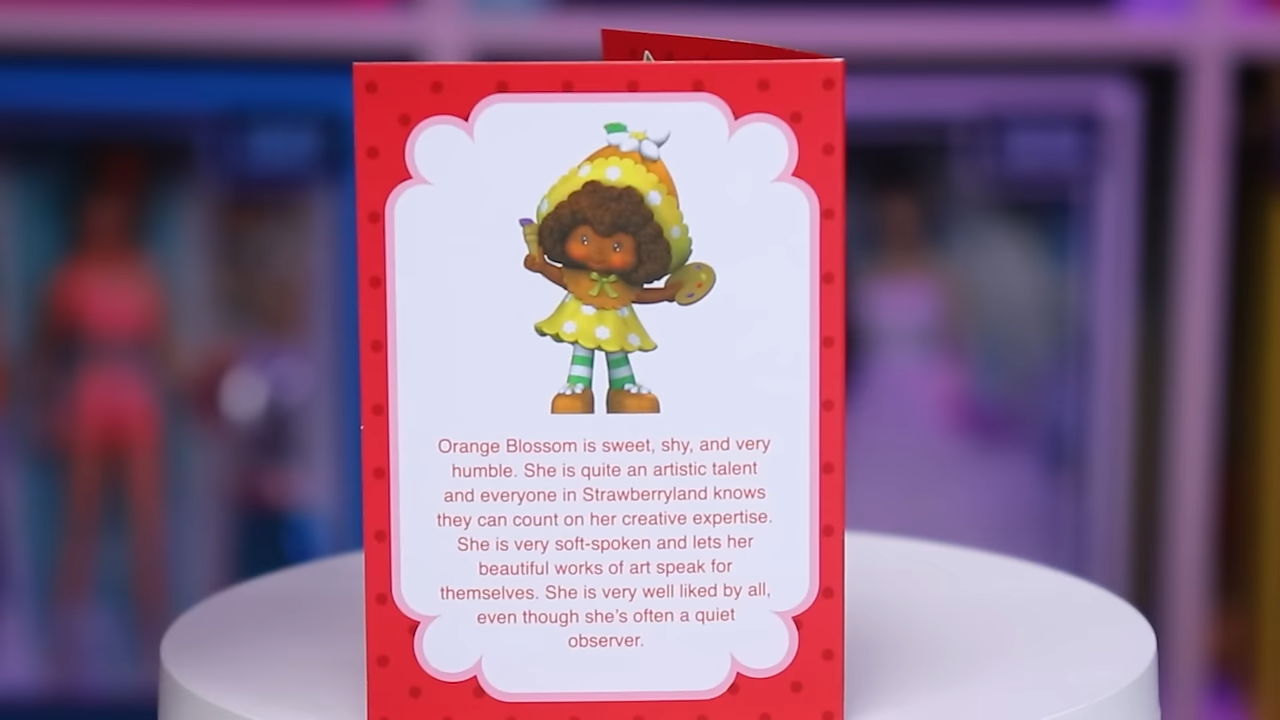 Orange Blossom is sweet, shy, and very
humble. She is quite an artistic talent
and everyone in Strawberryland knows
they can count on her creative expertise.
She is very soft-spoken and lets her
beautiful works of art speak for
themselves. She is very well liked by all,
even though she's often a quiet
observer.